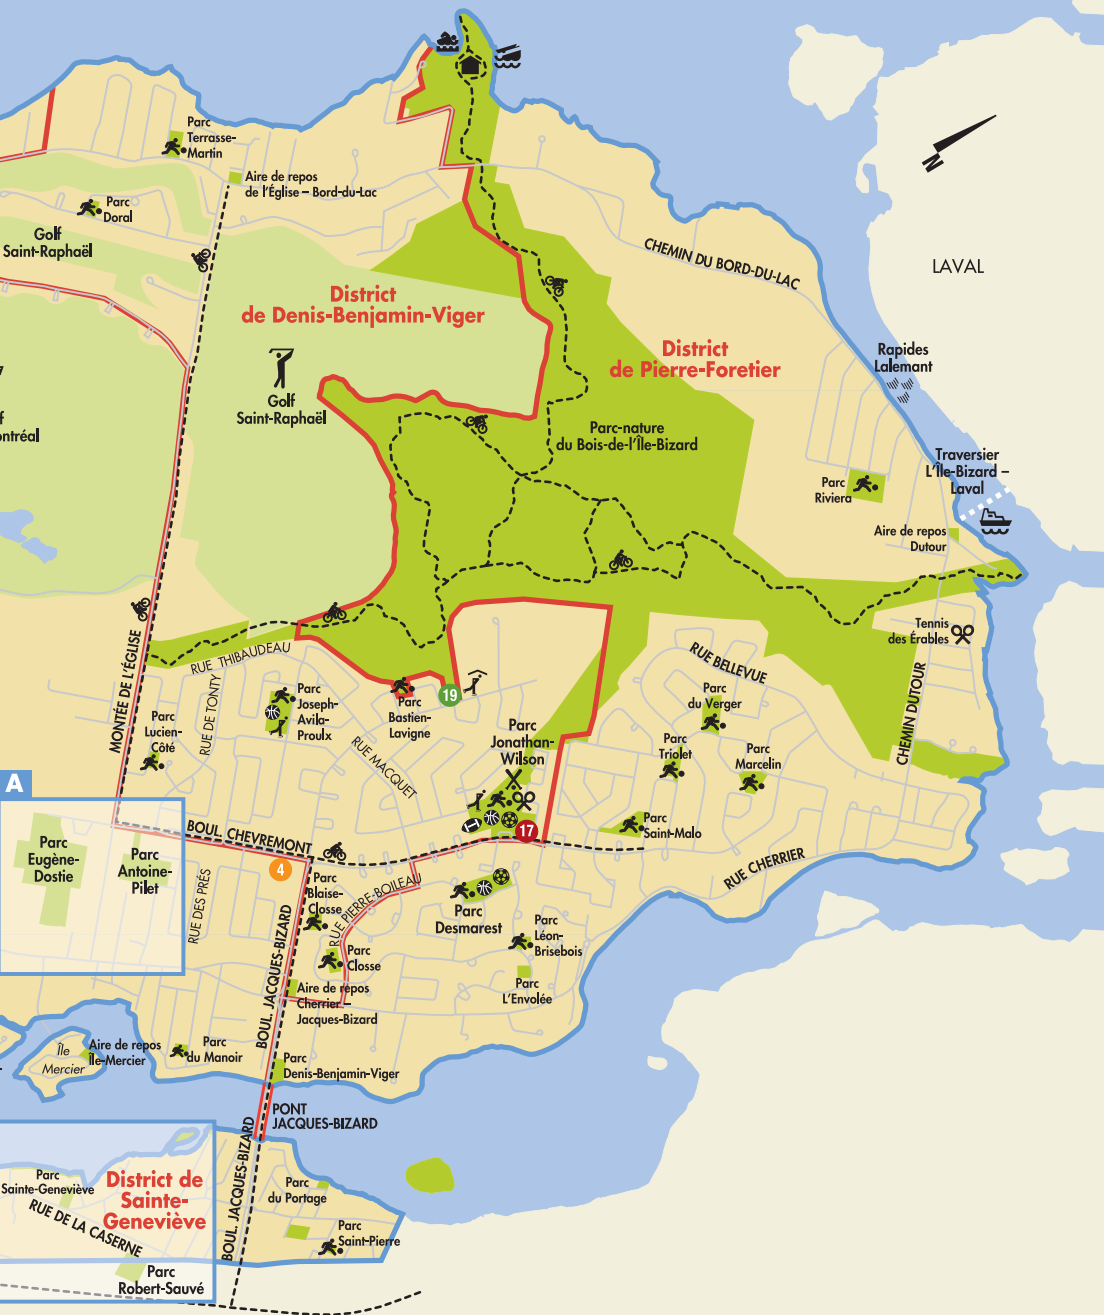 Parc
Terrasse-
Martin
Aire de repos
de l'Église – Bord-du-Lac
Parc
Doral
Golf
Saint-Raphaël
N
CHEMIN DU BORD-DU-LAC
LAVAL
District
de Denis-Benjamin-Viger
District
de Pierre-Foretier
Rapides
Lalemant
Golf
Saint-Raphaël
ontréal
Parc-nature
du Bois-de-l'Île-Bizard
Traversier
L'Île-Bizard –
Laval
Parc
Riviera
Aire de repos
Dutour
Tennis
des Érables
MONTÉE DE L'ÉGLISE
RUE THIBAUDEAU
RUE DE TONTY
RUE BELLEVUE
CHEMIN DUTOUR
Parc
Joseph-
Avila-
Proulx
Parc
Bastien-
Lavigne
19
Parc
du Verger
Parc
Lucien-
Côté
RUE MACQUET
Parc
Jonathan-
Wilson
Parc
Triolet
Parc
Marcelin
A
17
Parc
Saint-Malo
BOUL. CHEVREMONT
Parc
Eugène-
Dostie
Parc
Antoine-
Pilet
4
RUE DES PRÉS
Parc
Blaise-
Closse
RUE PIERRE-BOILEAU
RUE CHERRIER
Parc
Desmarest
Parc
Léon-
Brisebois
Parc
Closse
BOUL. JACQUES-BIZARD
Parc
L'Envolée
Aire de repos
Cherrier –
Jacques-Bizard
Île
Mercier
Aire de repos
Île-Mercier
Parc
du Manoir
Parc
Denis-Benjamin-Viger
PONT
JACQUES-BIZARD
BOUL. JACQUES-BIZARD
Parc
Sainte-Geneviève
District de
Sainte-
Geneviève
RUE DE LA CASERNE
Parc
du Portage
Parc
Saint-Pierre
Parc
Robert-Sauvé